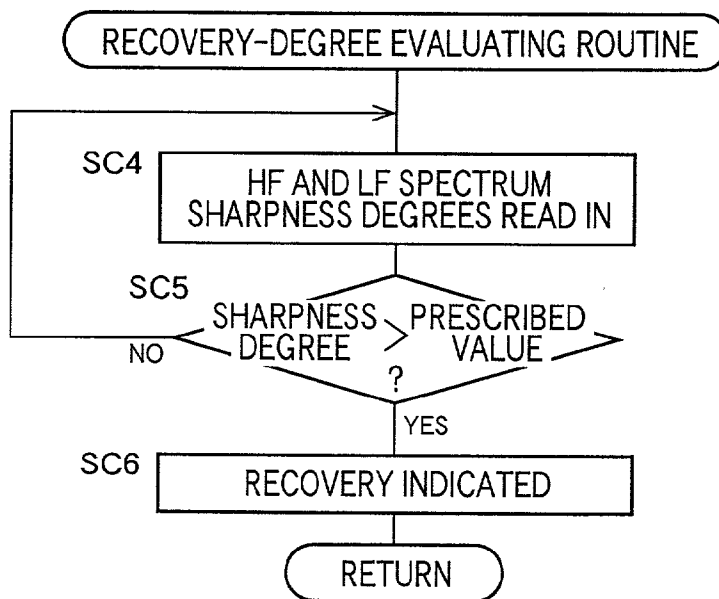 RECOVERY-DEGREE EVALUATING ROUTINE
SC4
HF AND LF SPECTRUM
SHARPNESS DEGREES READ IN
SC5
SHARPNESS DEGREE > PRESCRIBED VALUE
?
NO
YES
SC6
RECOVERY INDICATED
RETURN